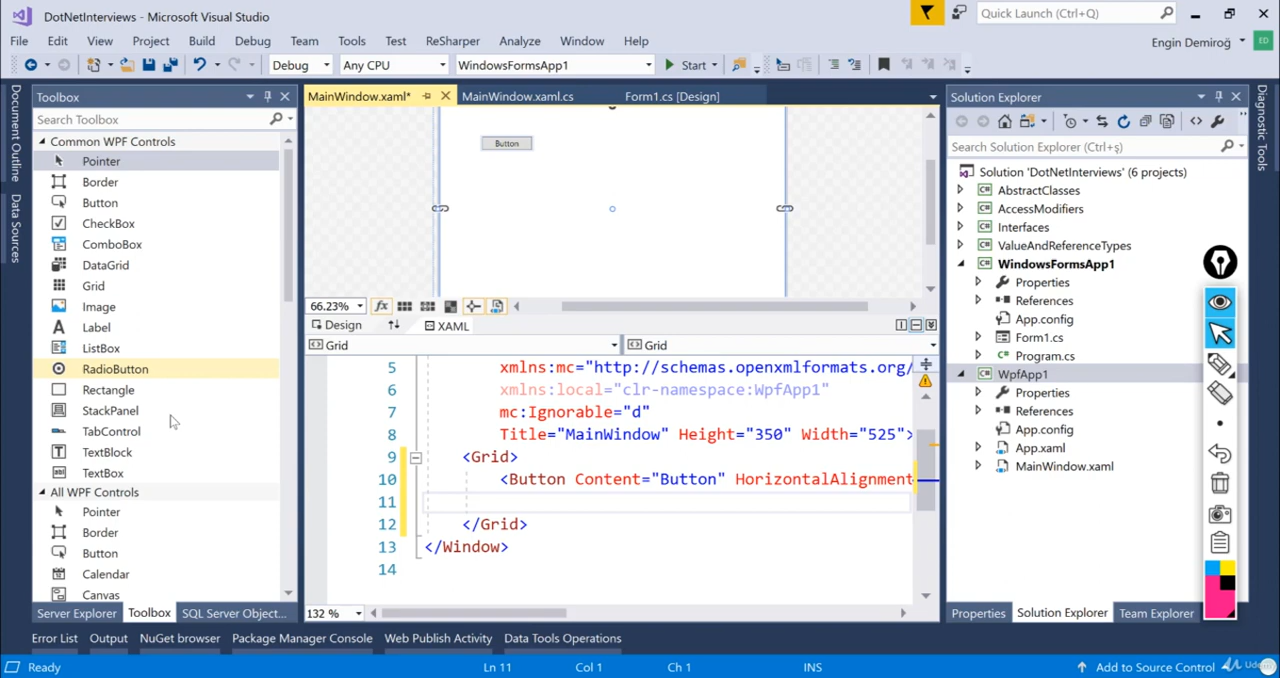 DotNetInterviews - Microsoft Visual Studio
Quick Launch (Ctrl+Q)
File Edit View Project Build Debug Team Tools Test ReSharper Analyze Window Help
Engin Demiroğ ED
Debug Any CPU WindowsFormsApp1 Start
Document Outline
Data Sources
Toolbox
Search Toolbox
Common WPF Controls
Pointer
Border
Button
CheckBox
ComboBox
DataGrid
Grid
Image
Label
ListBox
RadioButton
Rectangle
StackPanel
TabControl
TextBlock
TextBox
All WPF Controls
Pointer
Border
Button
Calendar
Canvas
Server Explorer Toolbox SQL Server Object...
MainWindow.xaml* MainWindow.xaml.cs Form1.cs [Design]
Button
66.23% fx
Design XAML
Grid Grid
5 xmlns:mc="http://schemas.openxmlformats.org/
6 xmlns:local="clr-namespace:WpfApp1"
7 mc:Ignorable="d"
8 Title="MainWindow" Height="350" Width="525">
9 <Grid>
10 <Button Content="Button" HorizontalAlignment
11
12 </Grid>
13 </Window>
14
132 %
Solution Explorer
Search Solution Explorer (Ctrl+ş)
Solution 'DotNetInterviews' (6 projects)
AbstractClasses
AccessModifiers
Interfaces
ValueAndReferenceTypes
WindowsFormsApp1
Properties
References
App.config
Form1.cs
Program.cs
WpfApp1
Properties
References
App.config
App.xaml
MainWindow.xaml
Properties Solution Explorer Team Explorer
Diagnostic Tools
Error List Output NuGet browser Package Manager Console Web Publish Activity Data Tools Operations
Ready Ln 11 Col 1 Ch 1 INS Add to Source Control
Udemy